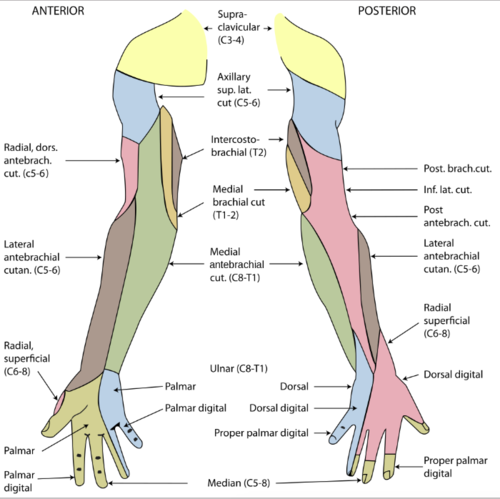 ANTERIOR
POSTERIOR
Supra-
clavicular
(C3-4)
Axillary
sup. lat.
cut (C5-6)
Radial, dors.
antebrach.
cut. (c5-6)
Intercosto-
brachial (T2)
Medial
brachial cut
(T1-2)
Lateral
antebrachial
cutan. (C5-6)
Medial
antebrachial
cut. (C8-T1)
Post. brach.cut.
Inf. lat. cut.
Post
antebrach. cut.
Lateral
antebrachial
cutan. (C5-6)
Radial
superficial
(C6-8)
Radial,
superficial
(C6-8)
Ulnar (C8-T1)
Palmar
Palmar digital
Dorsal
Dorsal digital
Proper palmar digital
Dorsal digital
Palmar
Palmar
digital
Median (C5-8)
Proper palmar
digital